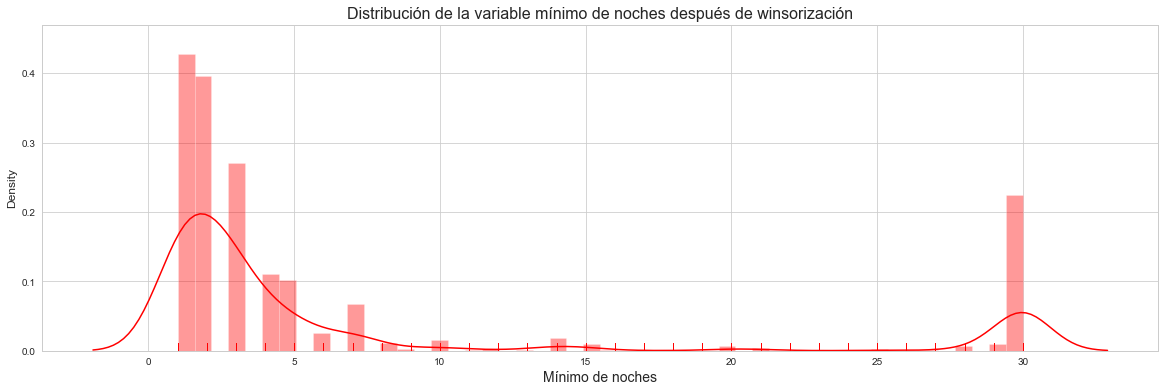 Distribución de la variable mínimo de noches después de winsorización
Density
0.4
0.3
0.2
0.1
0.0
0 5 10 15 20 25 30
Mínimo de noches